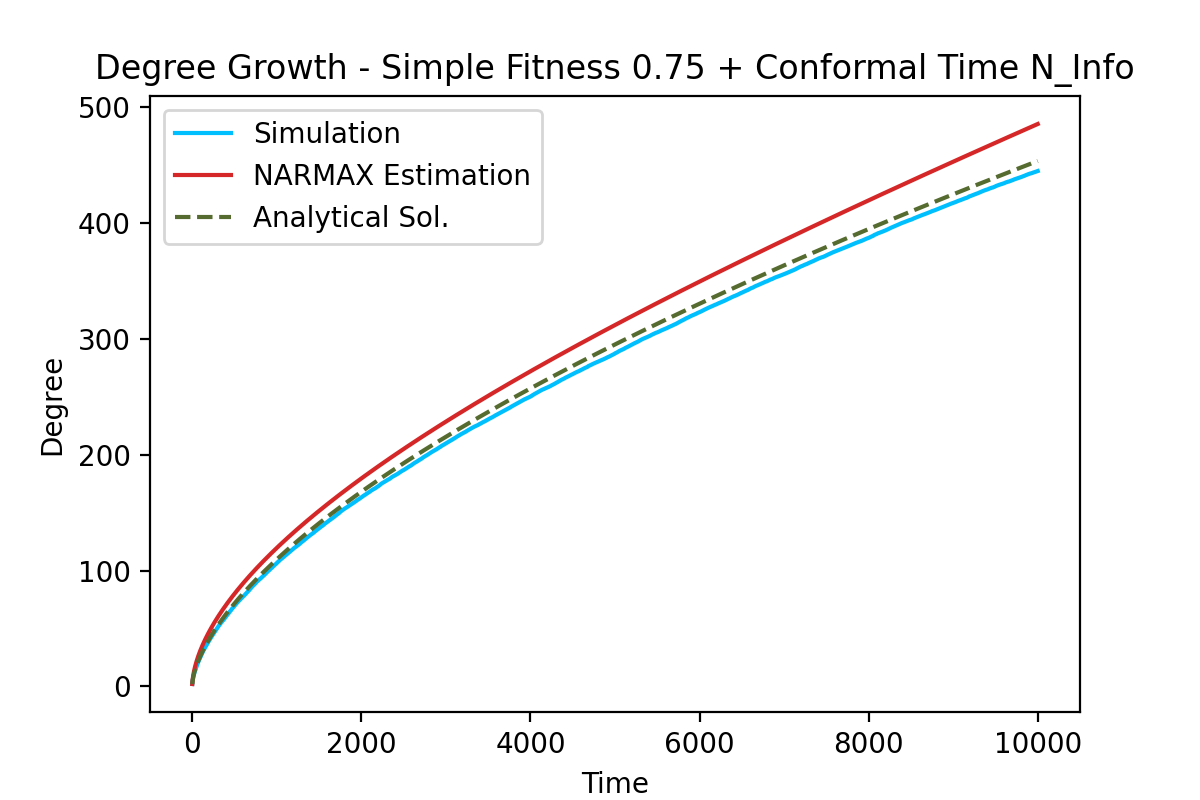 Degree Growth - Simple Fitness 0.75 + Conformal Time N_Info
500
400
300
200
100
0
Degree
Simulation
NARMAX Estimation
Analytical Sol.
0 2000 4000 6000 8000 10000
Time